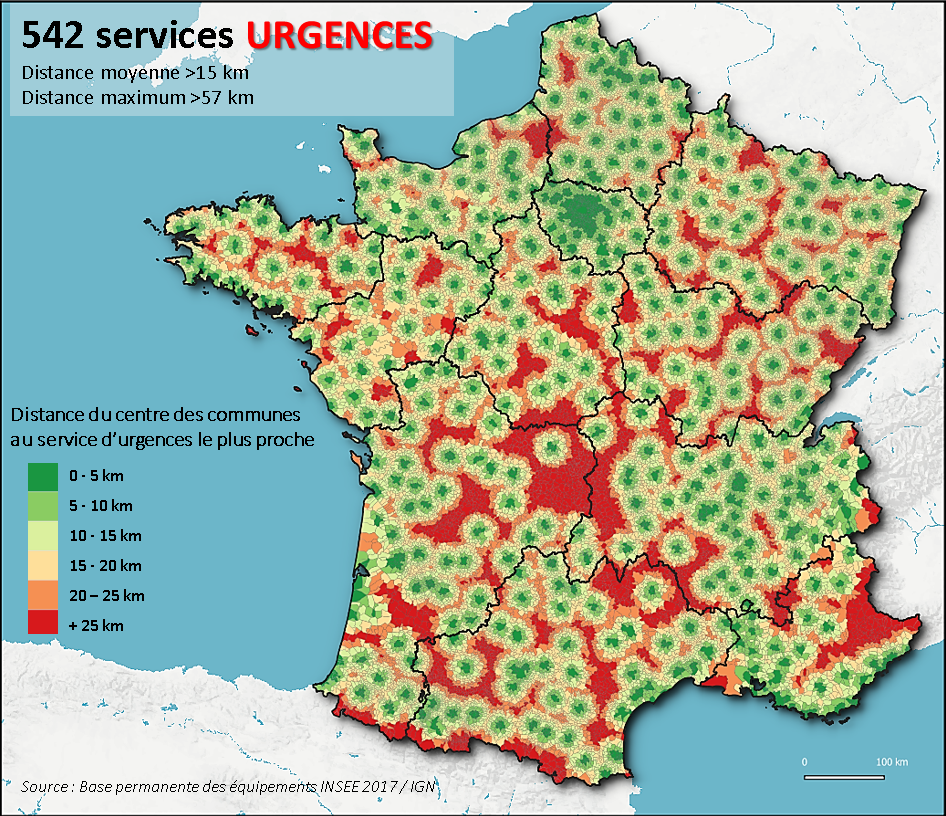 542 services URGENCES
Distance moyenne >15 km
Distance maximum >57 km
Distance du centre des communes
au service d'urgences le plus proche
0 - 5 km
5 - 10 km
10 - 15 km
15 - 20 km
20 – 25 km
+ 25 km
0 100 km
Source : Base permanente des équipements INSEE 2017 / IGN